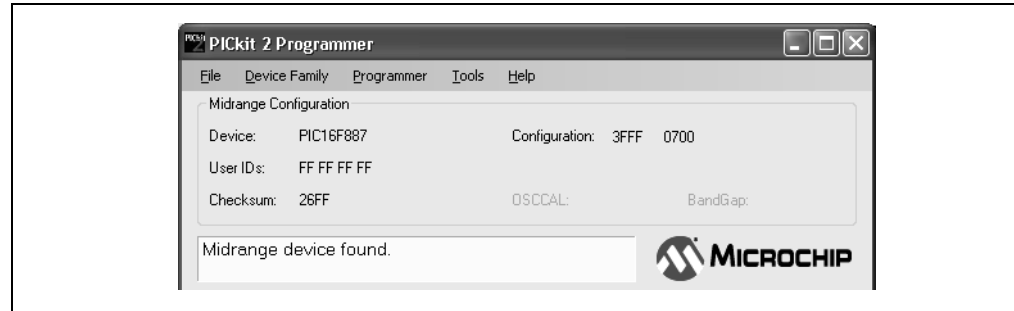 PICkit 2 Programmer
File Device Family Programmer Tools Help
Midrange Configuration
Device: PIC16F887 Configuration: 3FFF 0700
User IDs: FF FF FF FF
Checksum: 26FF OSCCAL: BandGap:
Midrange device found.
MICROCHIP